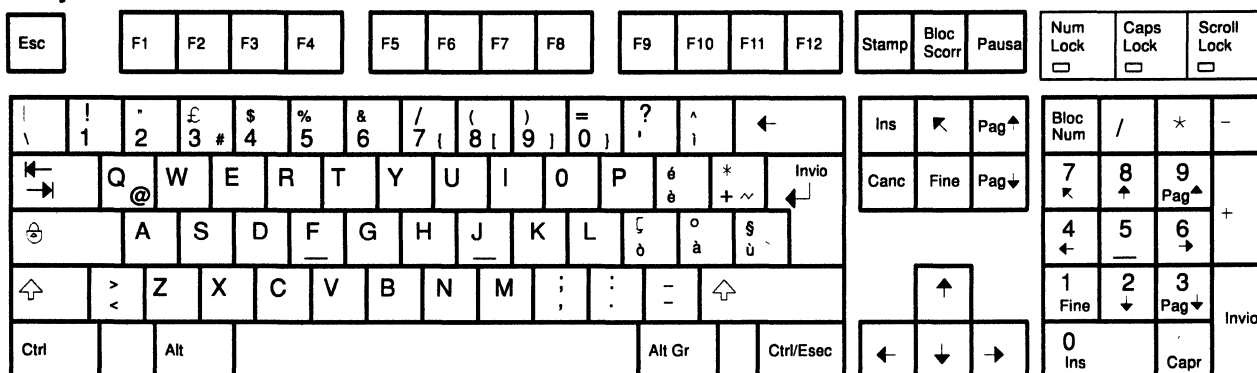 Esc F1 F2 F3 F4 F5 F6 F7 F8 F9 F10 F11 F12 Stamp Bloc Scorr Pausa Num Lock Caps Lock Scroll Lock
| ! " £ $ % & / ( ) = ? ^ ←
\ 1 2 3 # 4 5 6 7 { 8 [ 9 ] 0 } ' ì
Ins ↖ Pag↑ Bloc Num / * −
⇤ Q @ W E R T Y U I O P é * Invio
⇥ è + ~ ↵
Canc Fine Pag↓ 7 ↖ 8 ↑ 9 Pag↑ +
A S D F G H J K L ç ° §
ò à ù `
4 ← 5 6 →
⇧ > Z X C V B N M ; : _ ⇧
< , . -
↑ 1 Fine 2 ↓ 3 Pag↓ Invio
Ctrl Alt Alt Gr Ctrl/Esec ← ↓ → 0 Ins . Capr